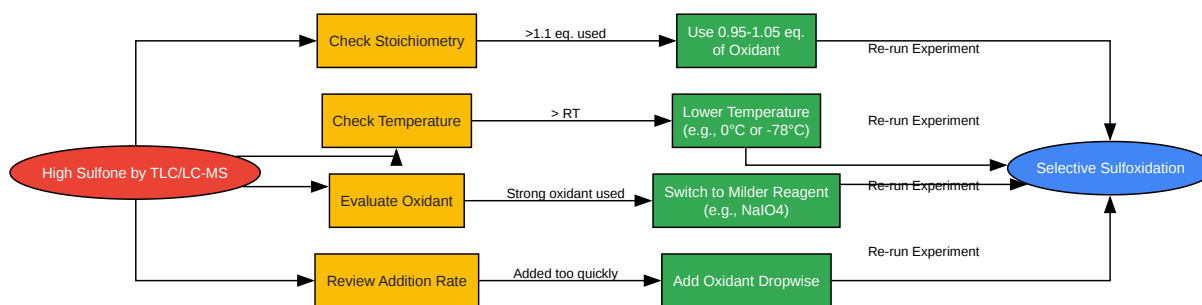 Check Stoichiometry
>1.1 eq. used
Use 0.95-1.05 eq.
of Oxidant
Re-run Experiment
Check Temperature
> RT
Lower Temperature
(e.g., 0°C or -78°C)
Re-run Experiment
High Sulfone by TLC/LC-MS
Selective Sulfoxidation
Evaluate Oxidant
Strong oxidant used
Switch to Milder Reagent
(e.g., NaIO4)
Re-run Experiment
Review Addition Rate
Added too quickly
Add Oxidant Dropwise
Re-run Experiment